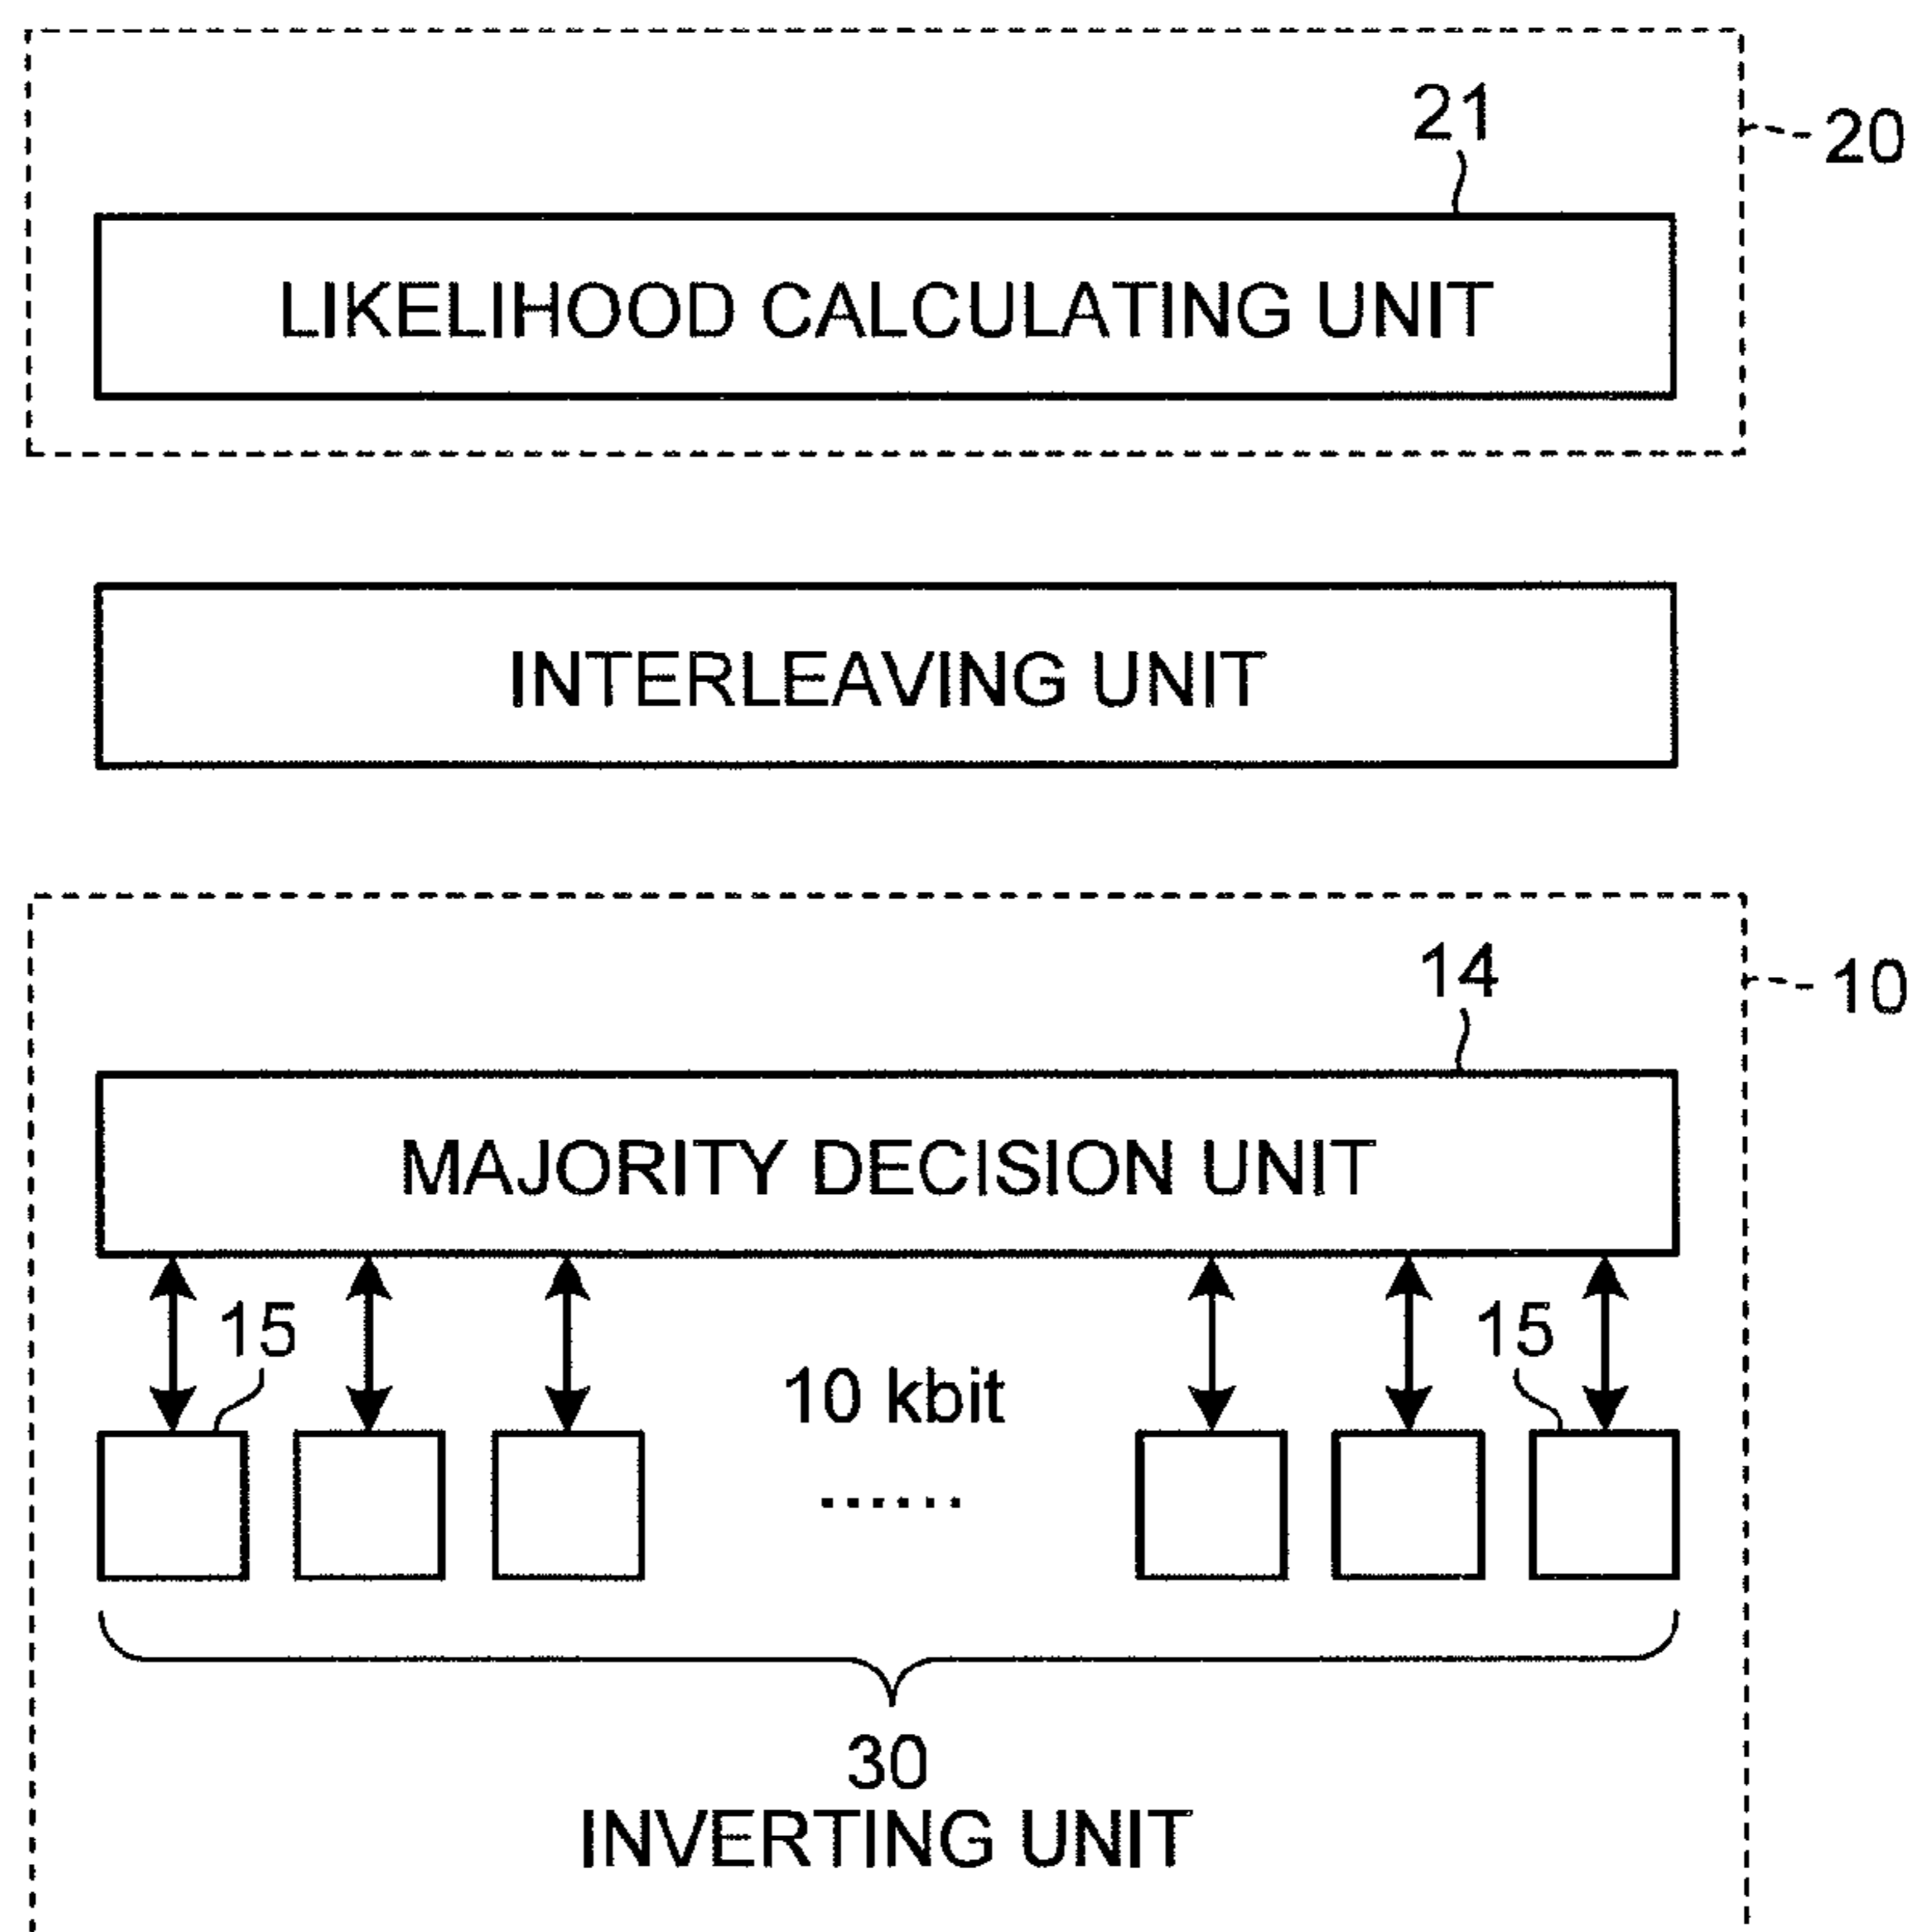 21
20
LIKELIHOOD CALCULATING UNIT
INTERLEAVING UNIT
14
10
MAJORITY DECISION UNIT
15
15
10 kbit
......
30
INVERTING UNIT